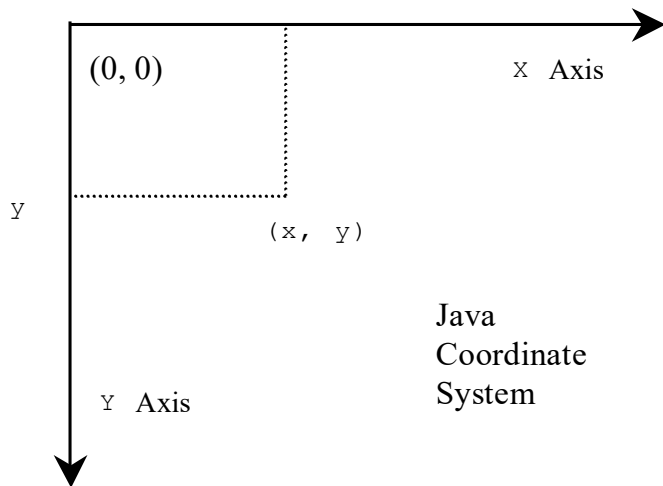 (0, 0)
X Axis
y
(x, y)
Java
Coordinate
System
Y Axis